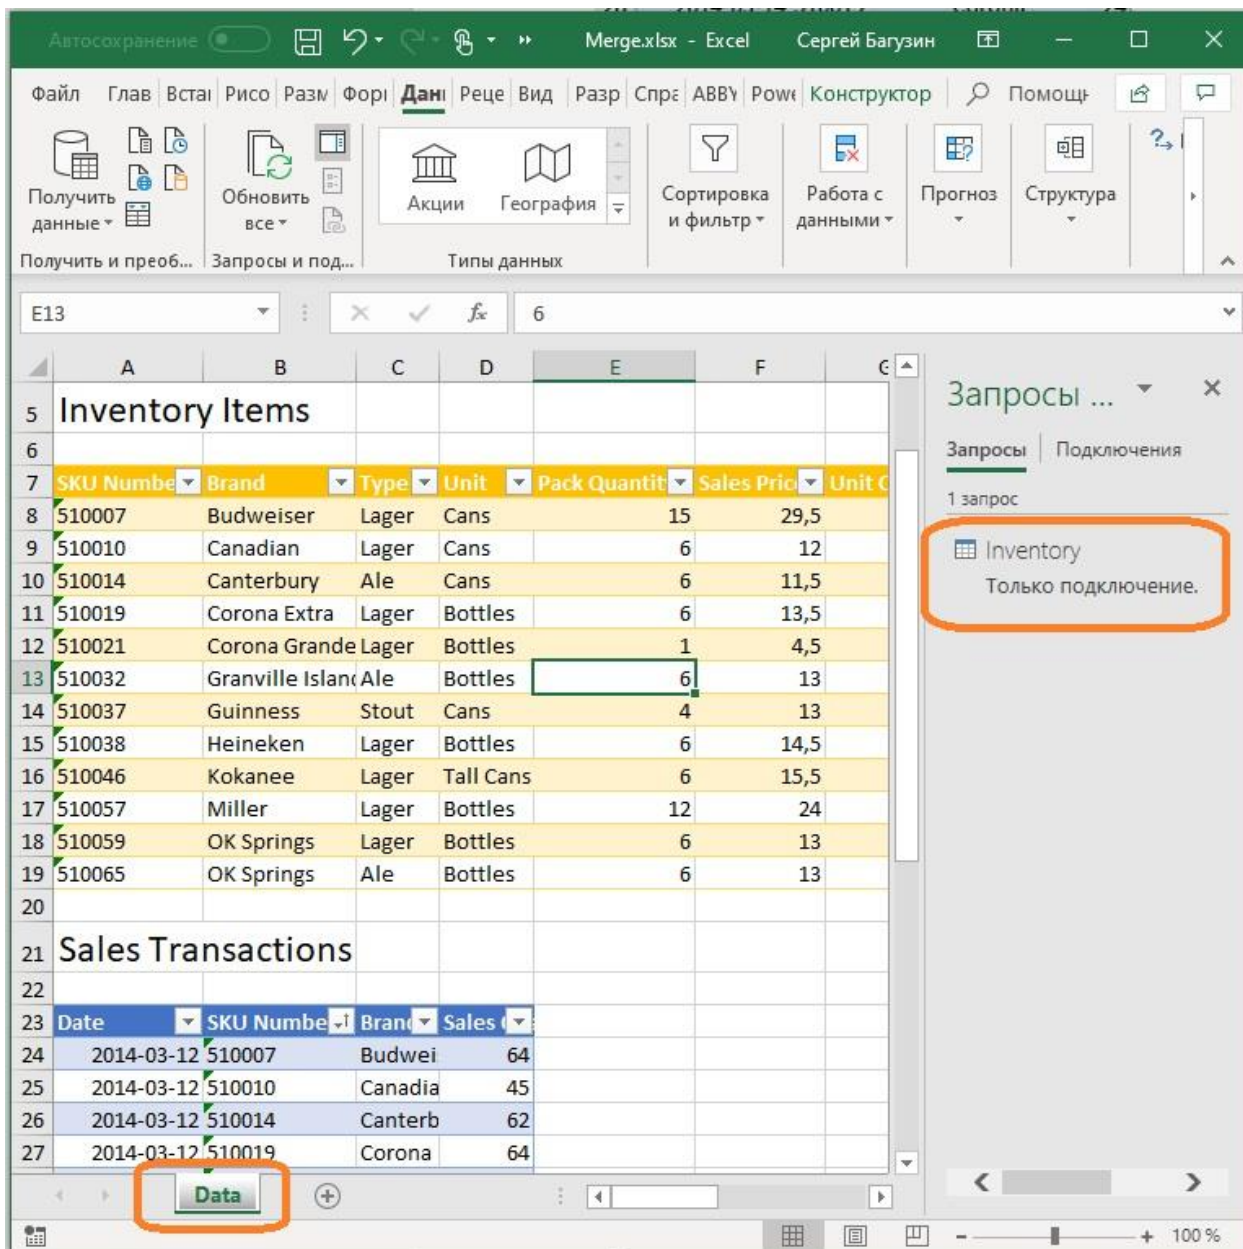 Автосохранение Merge.xlsx - Excel Сергей Багузин
Файл Глав Вста Рисо Разм Фор Дан Реце Вид Разр Спра ABBY Powe Конструктор Помощ
Получить данные
Обновить все
Акции
География
Сортировка и фильтр
Работа с данными
Прогноз
Структура
Получить и преоб... Запросы и под... Типы данных
E13 fx 6
A B C D E F
5 Inventory Items
6
7 SKU Numbe Brand Type Unit Pack Quantit Sales Pric Unit
8 510007 Budweiser Lager Cans 15 29,5
9 510010 Canadian Lager Cans 6 12
10 510014 Canterbury Ale Cans 6 11,5
11 510019 Corona Extra Lager Bottles 6 13,5
12 510021 Corona Grande Lager Bottles 1 4,5
13 510032 Granville Islan Ale Bottles 6 13
14 510037 Guinness Stout Cans 4 13
15 510038 Heineken Lager Bottles 6 14,5
16 510046 Kokanee Lager Tall Cans 6 15,5
17 510057 Miller Lager Bottles 12 24
18 510059 OK Springs Lager Bottles 6 13
19 510065 OK Springs Ale Bottles 6 13
20
21 Sales Transactions
22
23 Date SKU Numbe Bran Sales
24 2014-03-12 510007 Budwei 64
25 2014-03-12 510010 Canadia 45
26 2014-03-12 510014 Canterb 62
27 2014-03-12 510019 Corona 64
Запросы ...
Запросы Подключения
1 запрос
Inventory
Только подключение.
Data
100 %